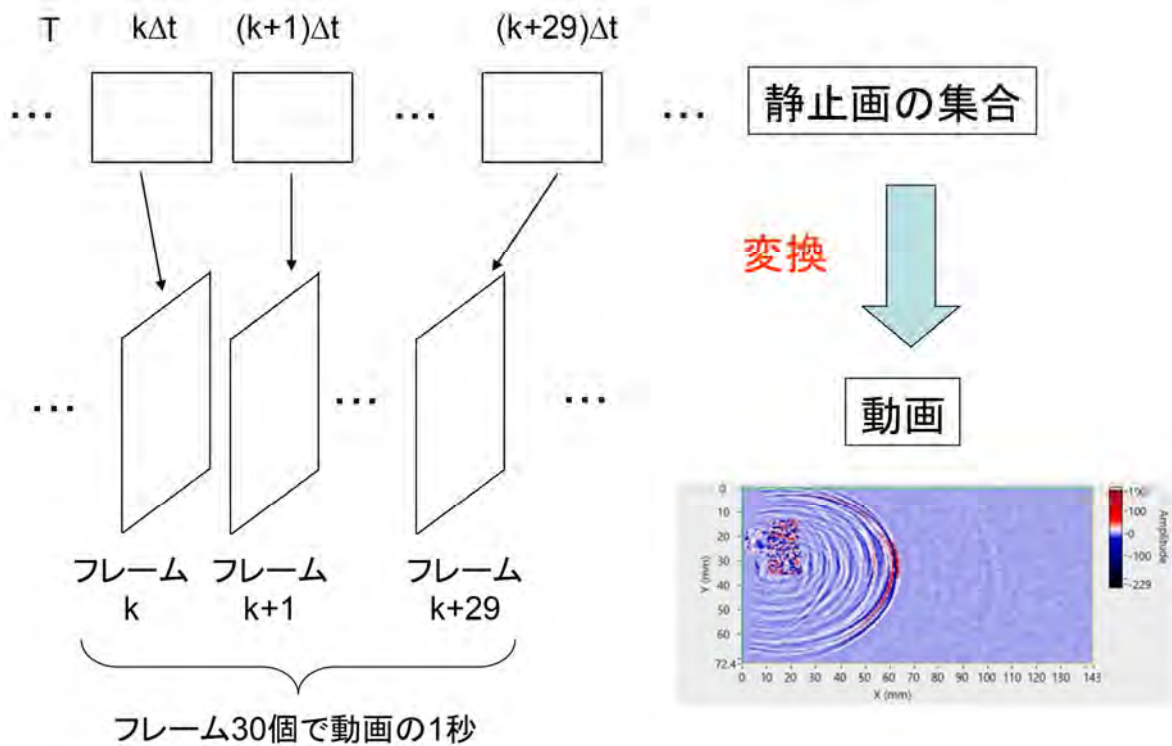 T kΔt (k+1)Δt (k+29)Δt
... ... ... 静止画の集合
変換
... ... ...
動画
フレーム フレーム フレーム
k k+1 k+29
フレーム30個で動画の1秒
0
10
20
30
40
50
60
72.4
Y (mm)
0 10 20 30 40 50 60 70 80 90 100 110 120 130 143
X (mm)
190
100
0
-100
-229
Amplitude